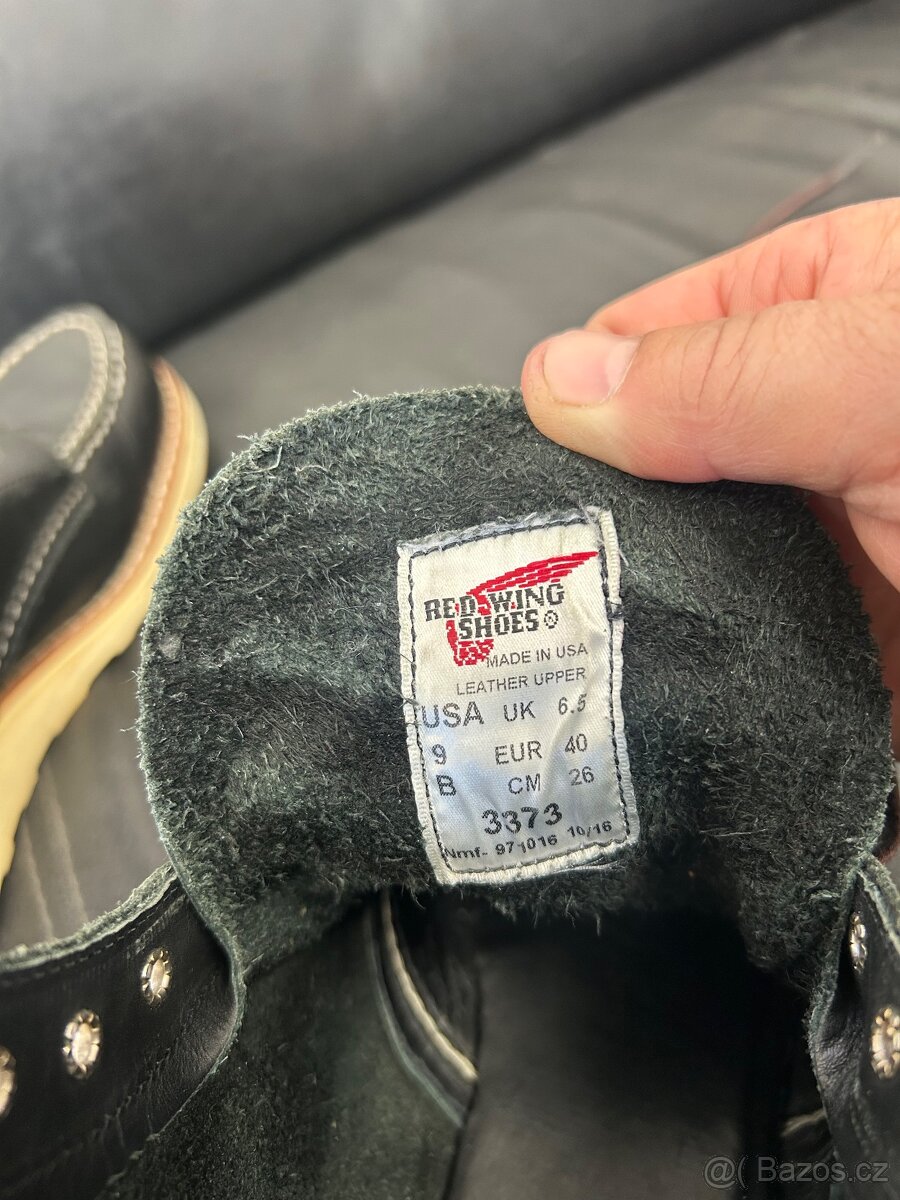 RED WING
SHOES®
MADE IN USA
LEATHER UPPER
USA UK 6.5
9 EUR 40
B CM 26
3373
Nmf- 971016 10/16
@( Bazos.cz